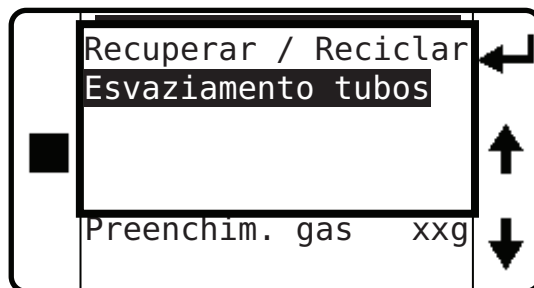 Recuperar / Reciclar
Esvaziamento tubos
Preenchim. gas xxg